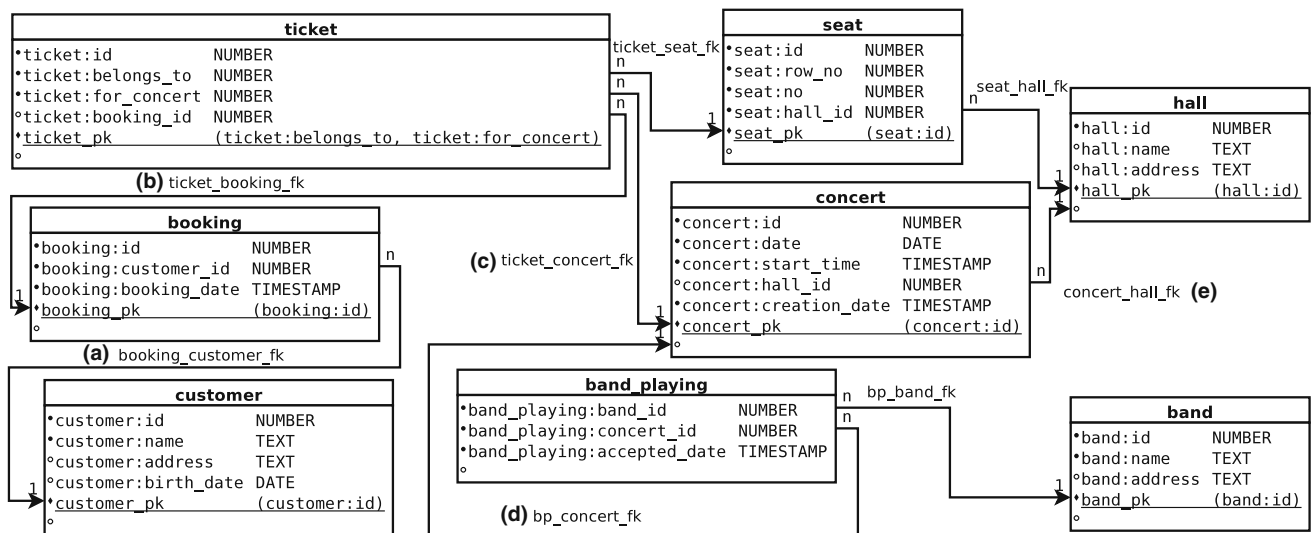 ticket
•ticket:id NUMBER
•ticket:belongs_to NUMBER
•ticket:for_concert NUMBER
∘ticket:booking_id NUMBER
♦ticket_pk (ticket:belongs_to, ticket:for_concert)
∘
ticket_seat_fk
n
n
n
1
seat
•seat:id NUMBER
•seat:row_no NUMBER
•seat:no NUMBER
•seat:hall_id NUMBER
♦seat_pk (seat:id)
∘
seat_hall_fk
n
1
1
hall
•hall:id NUMBER
∘hall:name TEXT
∘hall:address TEXT
♦hall_pk (hall:id)
∘
(b) ticket_booking_fk
1
booking
•booking:id NUMBER
•booking:customer_id NUMBER
•booking:booking_date TIMESTAMP
♦booking_pk (booking:id)
∘
n
(c) ticket_concert_fk
1
1
concert
•concert:id NUMBER
•concert:date DATE
•concert:start_time TIMESTAMP
∘concert:hall_id NUMBER
•concert:creation_date TIMESTAMP
♦concert_pk (concert:id)
∘
n
concert_hall_fk (e)
(a) booking_customer_fk
1
customer
•customer:id NUMBER
•customer:name TEXT
∘customer:address TEXT
∘customer:birth_date DATE
♦customer_pk (customer:id)
∘
band_playing
•band_playing:band_id NUMBER
•band_playing:concert_id NUMBER
•band_playing:accepted_date TIMESTAMP
∘
n
n
bp_band_fk
(d) bp_concert_fk
1
band
•band:id NUMBER
•band:name TEXT
∘band:address TEXT
♦band_pk (band:id)
∘